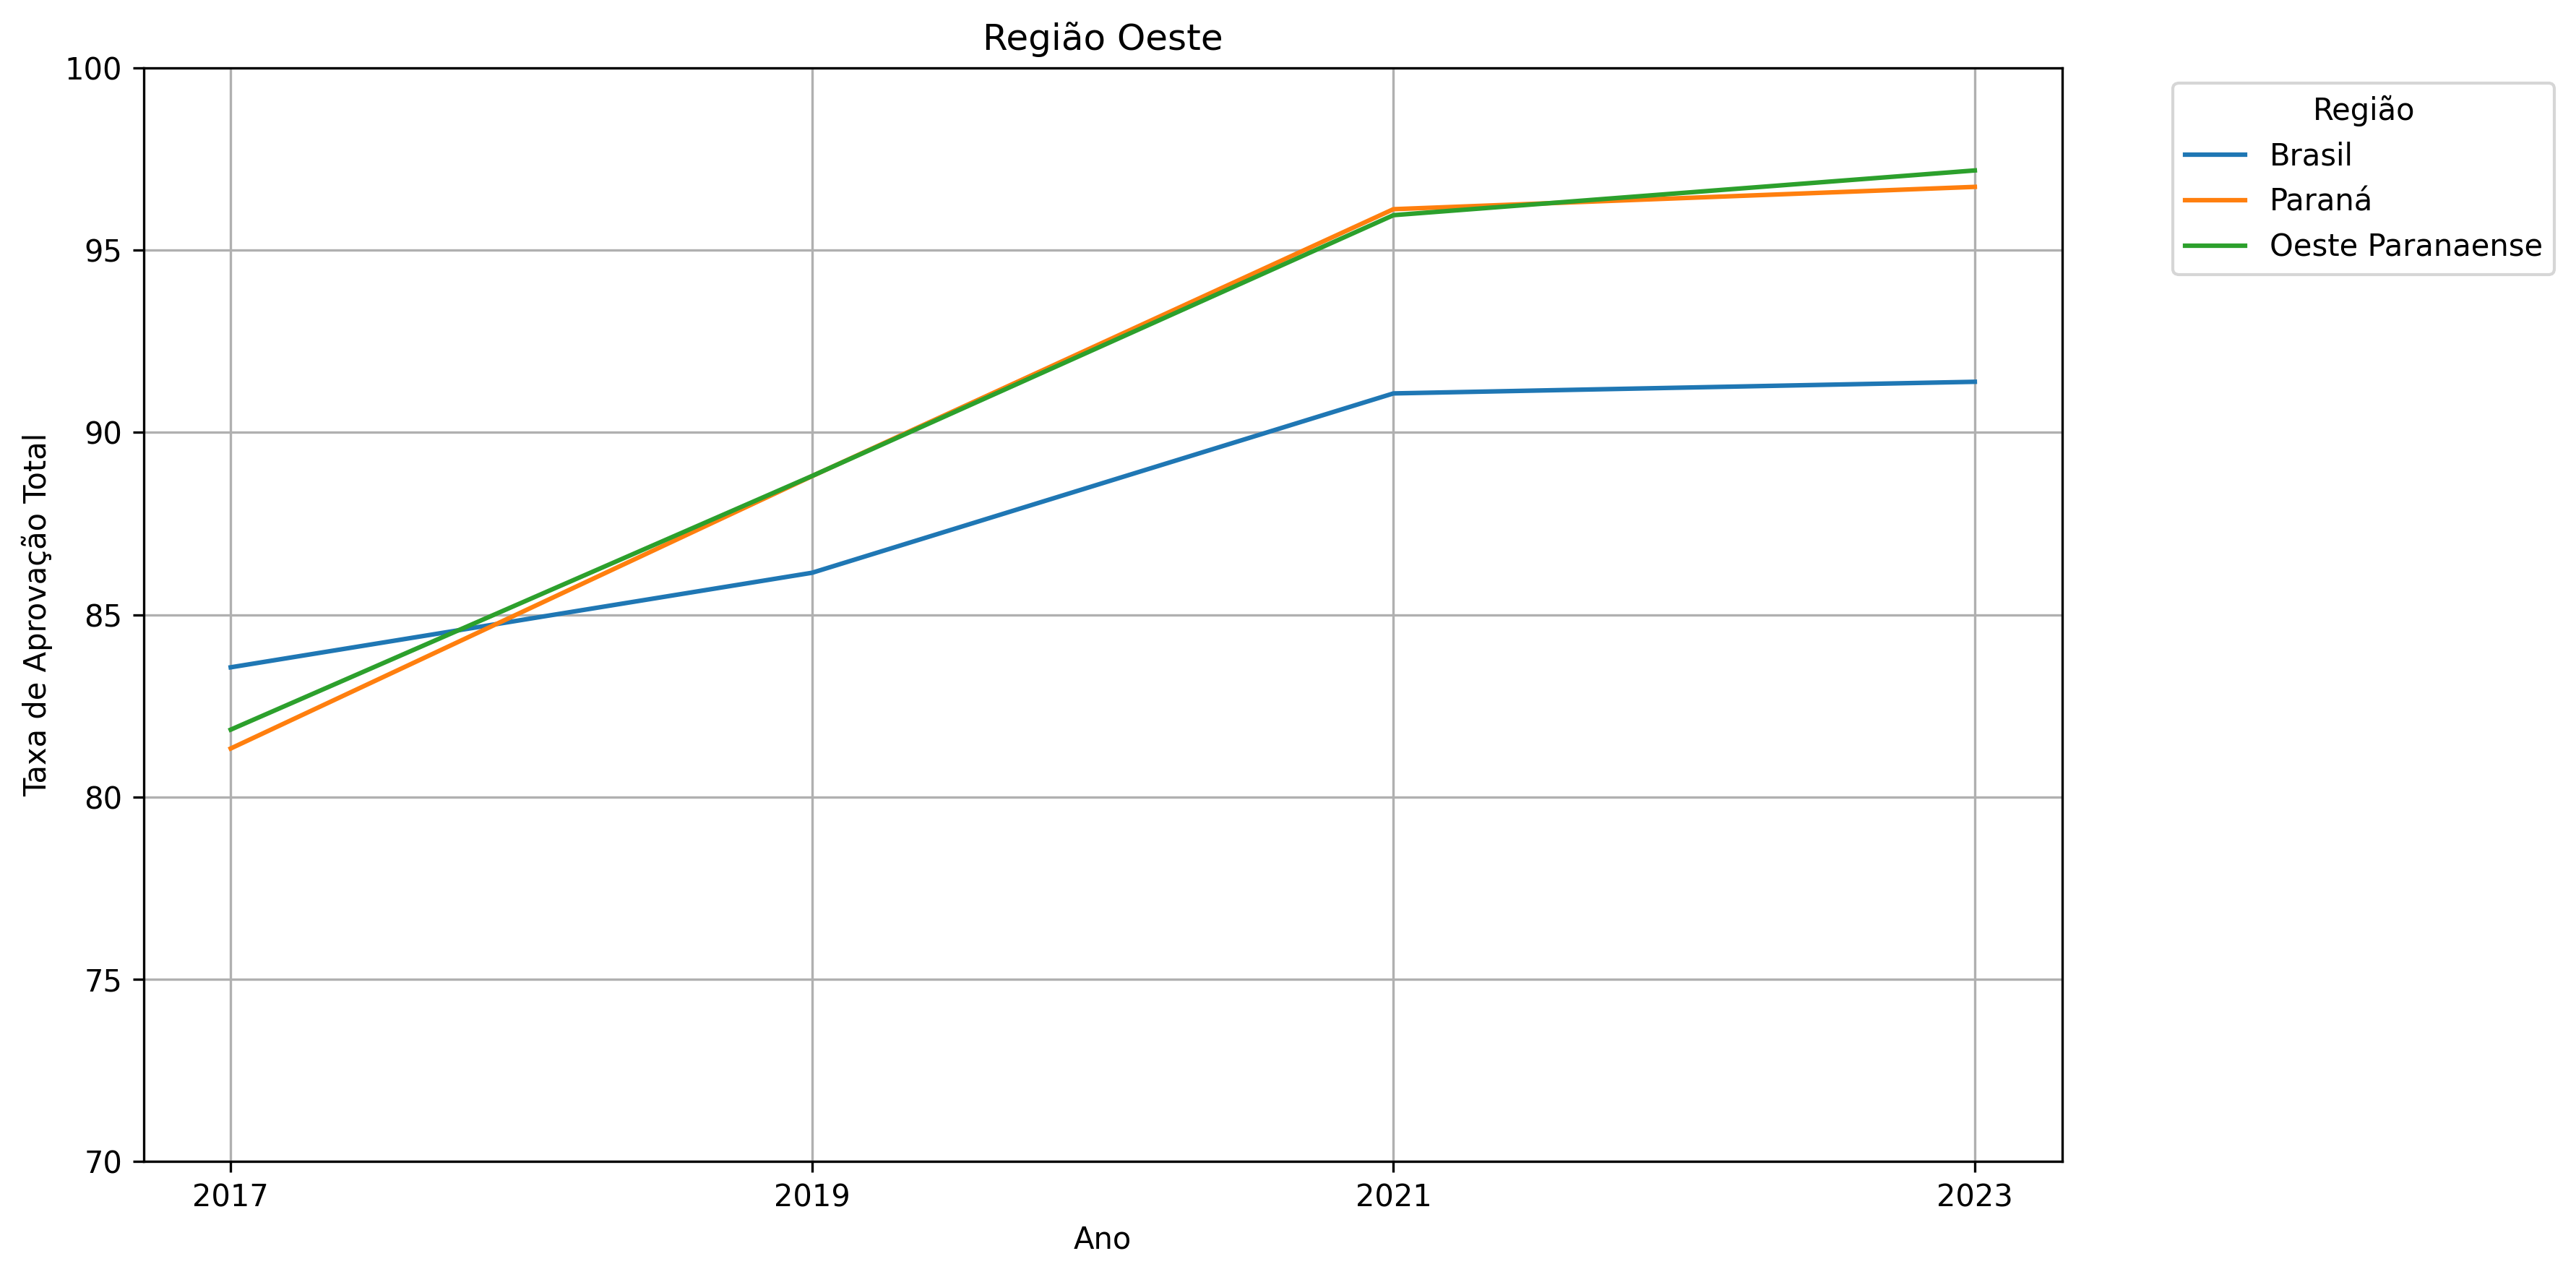 Região Oeste
100
95
90
85
80
75
70
Taxa de Aprovação Total
2017
2019
2021
2023
Ano
Região
Brasil
Paraná
Oeste Paranaense